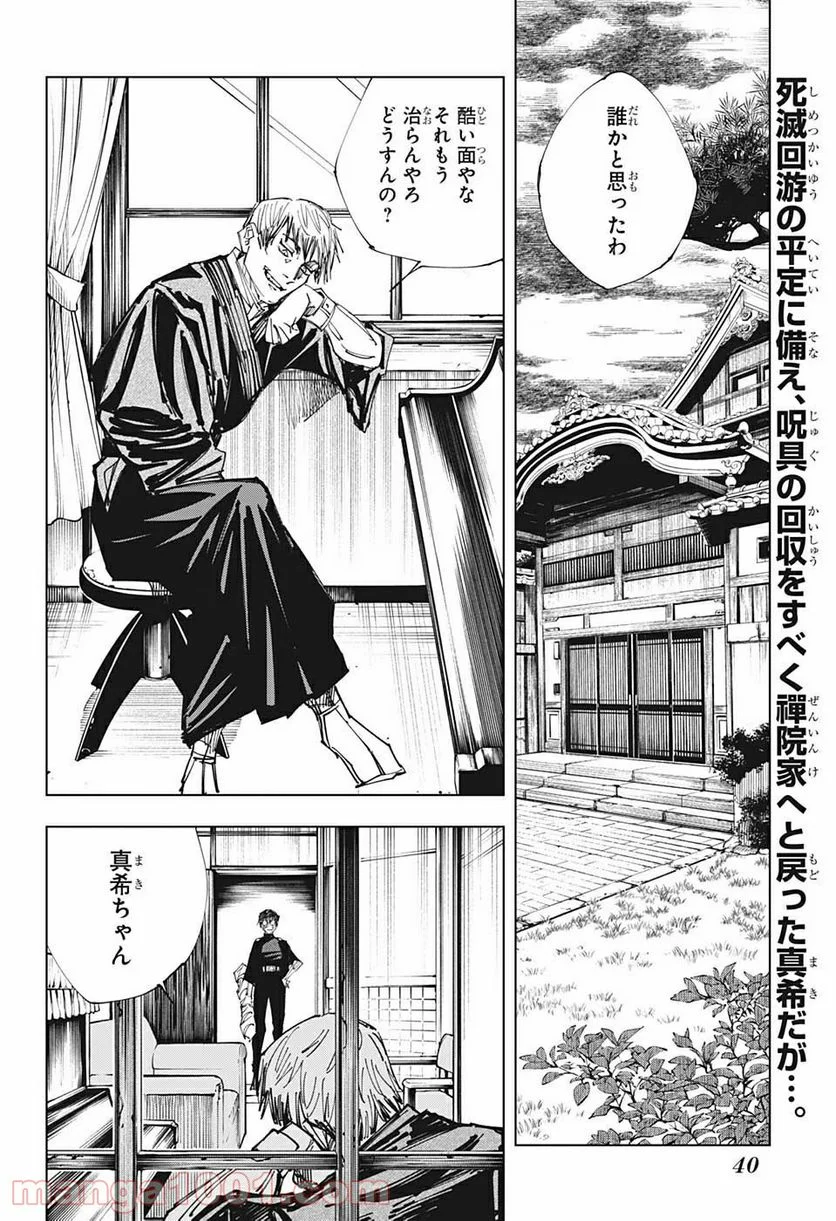 死滅回游の平定に備え、呪具の回収をすべく禪院家へと戻った真希だが…。
誰かと思ったわ
酷い面やな
それもう
治らんやろ
どうすんの?
真希ちゃん
40
manga1001.com